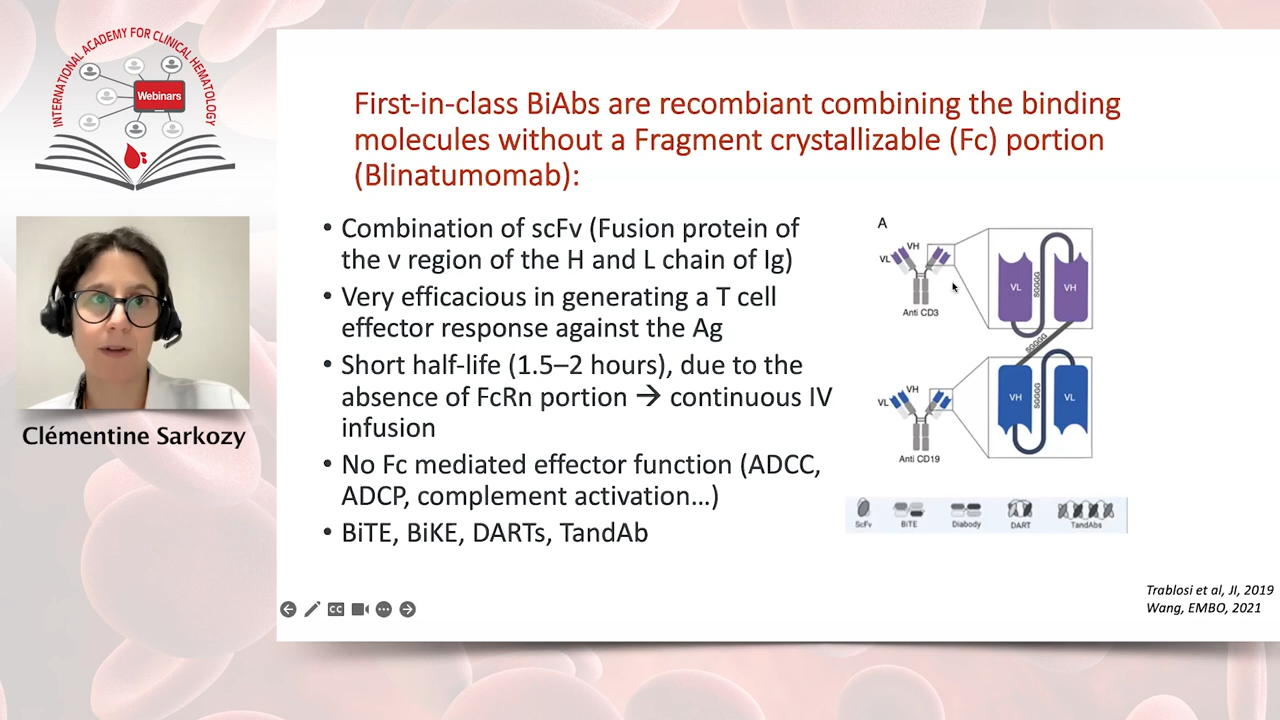 INTERNATIONAL ACADEMY FOR CLINICAL HEMATOLOGY
Webinars
Clémentine Sarkozy
First-in-class BiAbs are recombiant combining the binding
molecules without a Fragment crystallizable (Fc) portion
(Blinatumomab):
• Combination of scFv (Fusion protein of
the v region of the H and L chain of Ig)
• Very efficacious in generating a T cell
effector response against the Ag
• Short half-life (1.5–2 hours), due to the
absence of FcRn portion → continuous IV
infusion
• No Fc mediated effector function (ADCC,
ADCP, complement activation…)
• BiTE, BiKE, DARTs, TandAb
A
VH
VL
Anti CD3
VL
SGGGG
VH
SGGGG
VH
VL
Anti CD19
VH
SGGGG
VL
ScFv
BiTE
Diabody
DART
TandAbs
Trablosi et al, JI, 2019
Wang, EMBO, 2021
CC